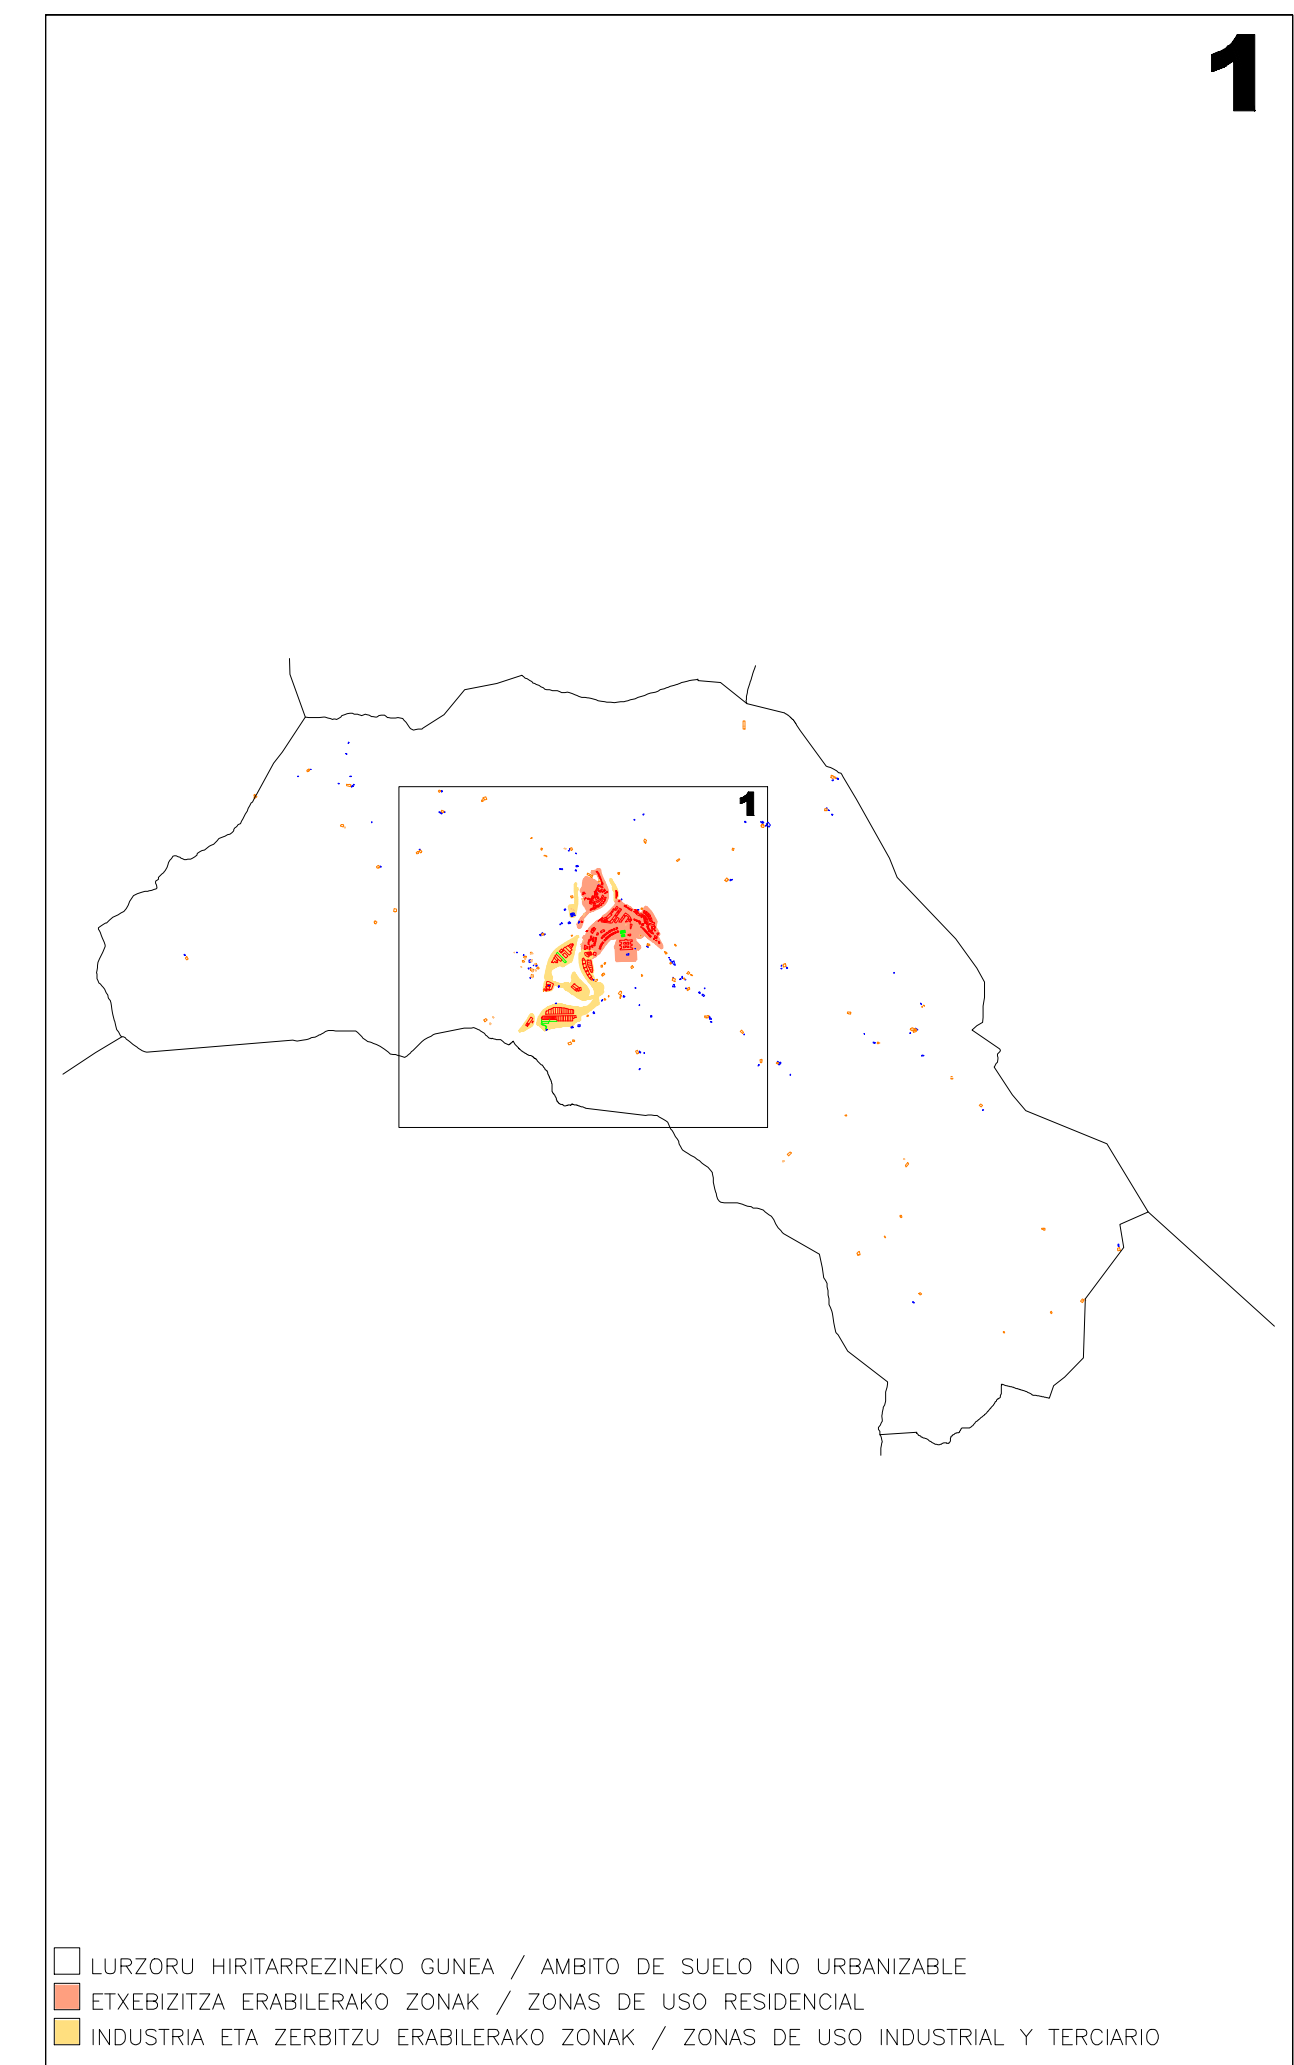 1
1
LURZORU HIRITARREZINEKO GUNEA / AMBITO DE SUELO NO URBANIZABLE
ETXEBIZITZA ERABILERAKO ZONAK / ZONAS DE USO RESIDENCIAL
INDUSTRIA ETA ZERBITZU ERABILERAKO ZONAK / ZONAS DE USO INDUSTRIAL Y TERCIARIO